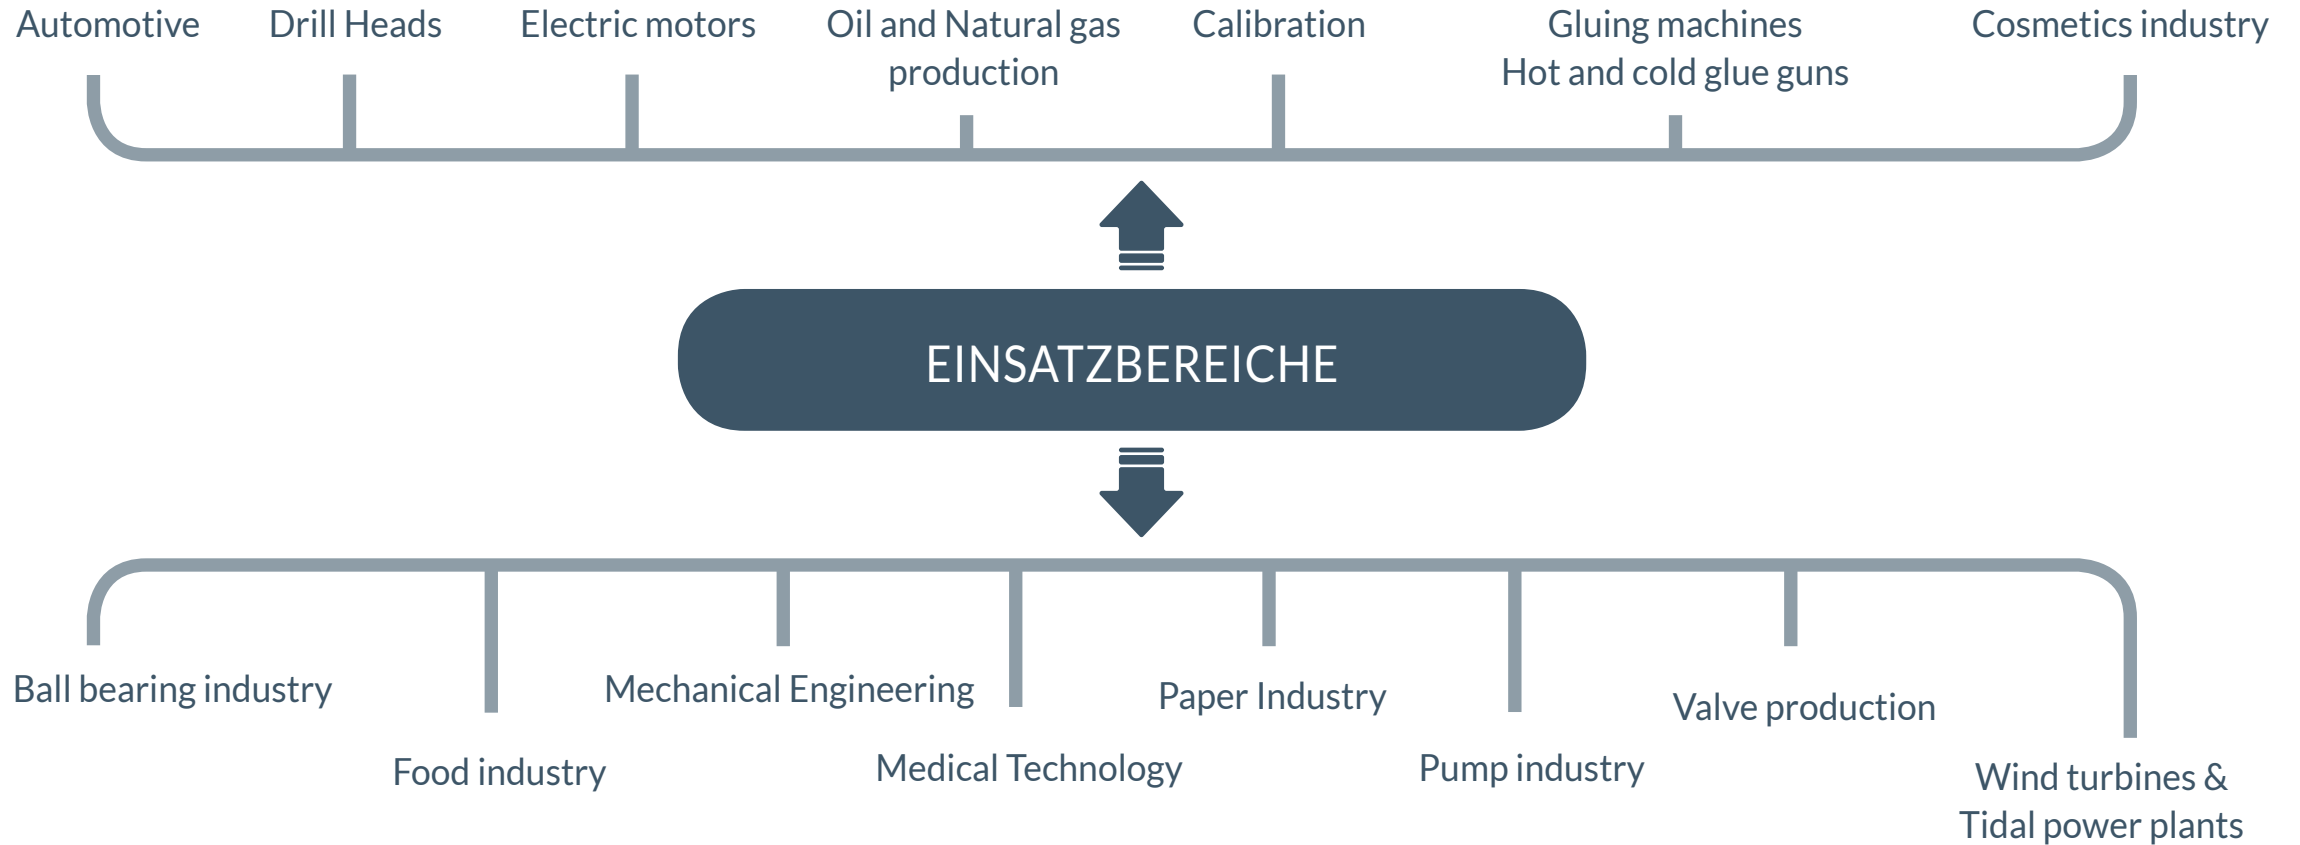 Automotive
Drill Heads
Electric motors
Oil and Natural gas
production
Calibration
Gluing machines
Hot and cold glue guns
Cosmetics industry
EINSATZBEREICHE
Ball bearing industry
Food industry
Mechanical Engineering
Medical Technology
Paper Industry
Pump industry
Valve production
Wind turbines &
Tidal power plants